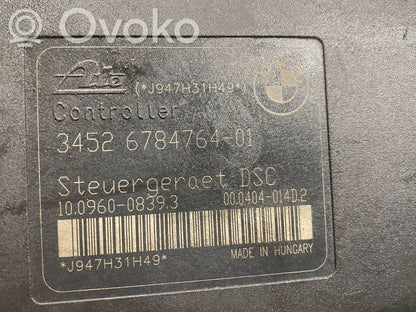 Ovoko
Ate
(*J947H31H49*)
Controller
3452 6784764-01
Steuergeraet DSC
10.0960-0839.3 00.0404-014D.2
*J947H31H49*
MADE IN HUNGARY